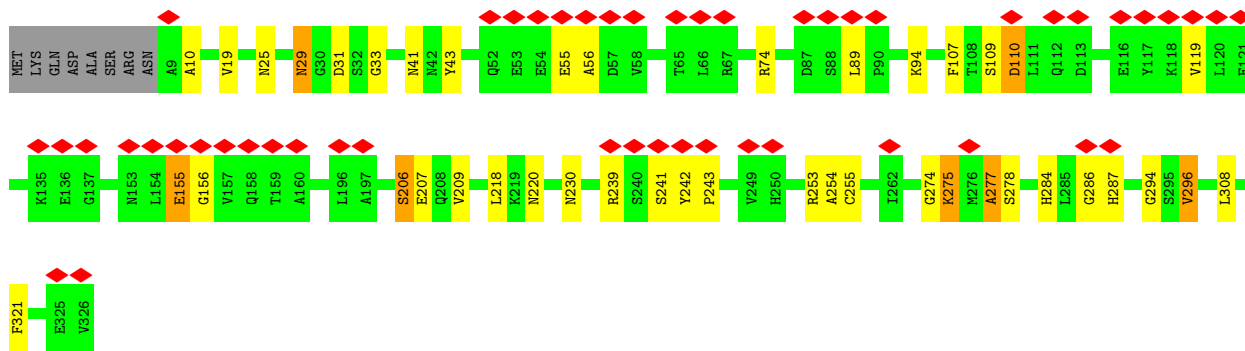 MET LYS GLN ASP ALA SER ARG ASN A9 A10 V19 N25 N29 G30 D31 S32 G33 N41 N42 Y43 Q52 E53 E54 E55 A56 D57 V58 T65 L66 R67 R74 D87 S88 L89 P90 K94 F107 T108 S109 D110 L111 Q112 D113 E116 Y117 K118 V119 L120 E121
K135 E136 G137 N153 L154 E155 G156 V157 Q158 T159 A160 L196 A197 S206 E207 Q208 V209 L218 K219 N220 N230 R239 S240 S241 Y242 P243 V249 H250 R253 A254 C255 I262 G274 K275 M276 A277 S278 H284 L285 G286 H287 G294 S295 V296 L308
F321 E325 V326